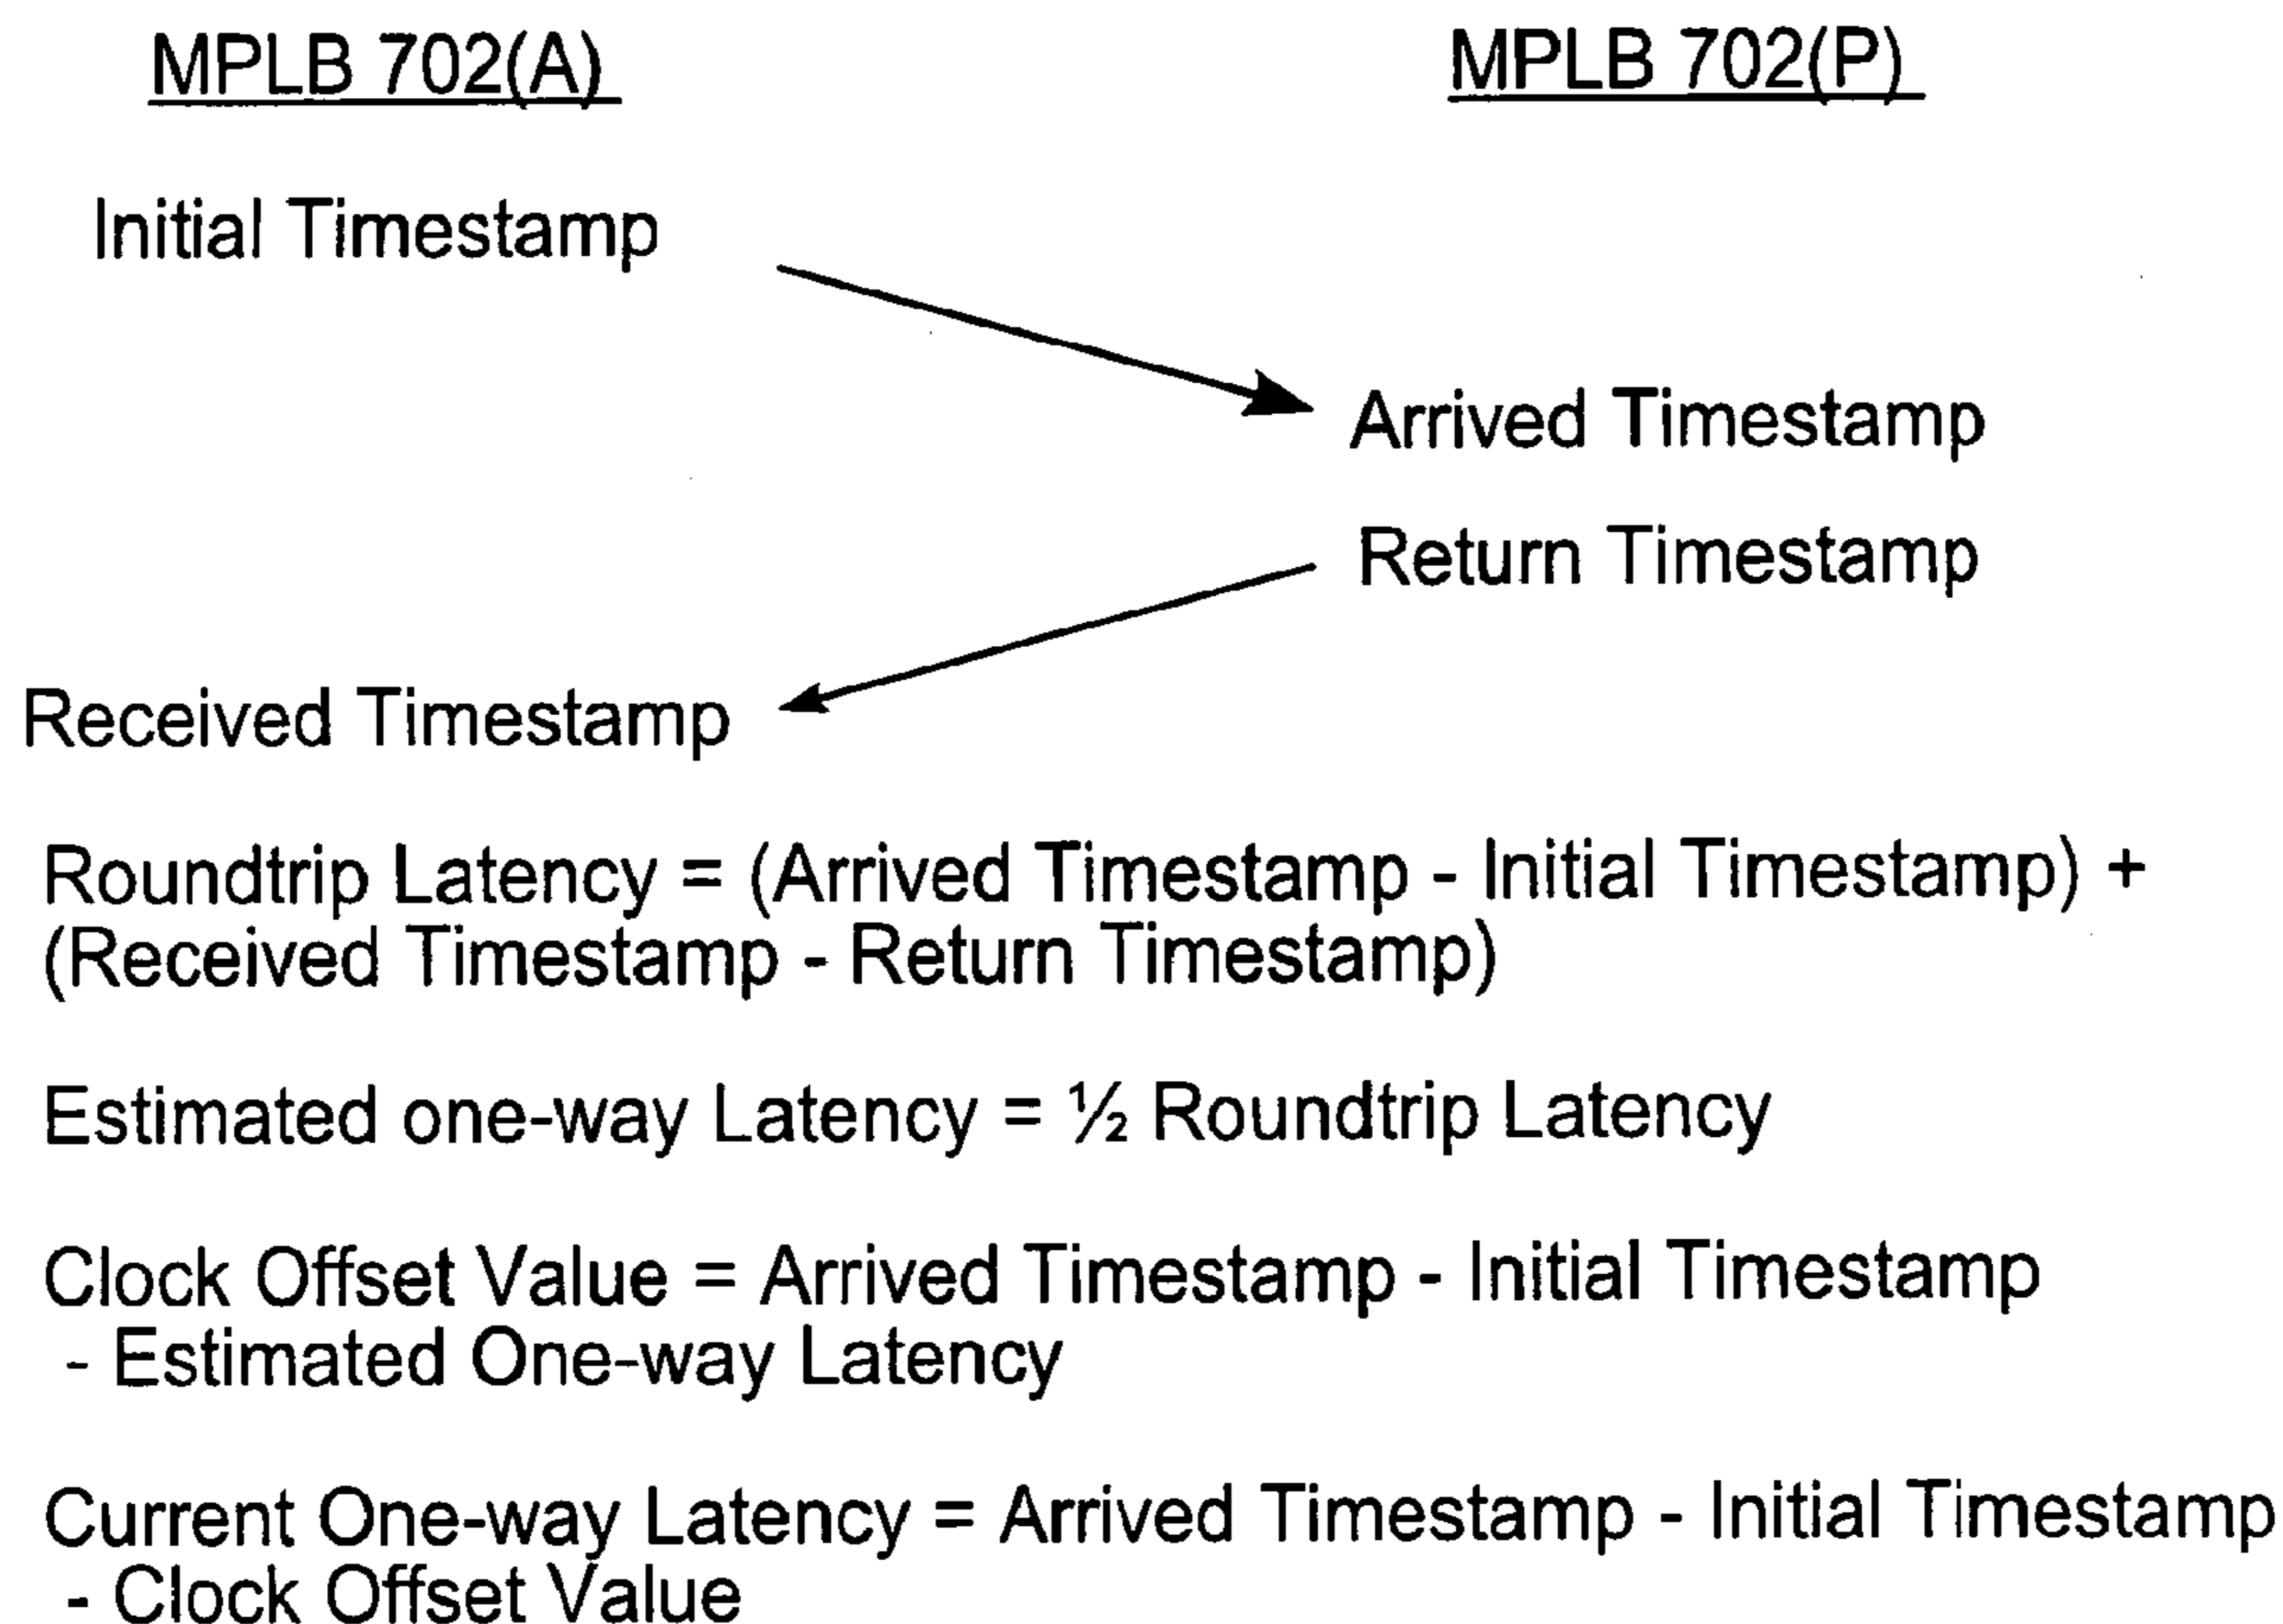 MPLB 702(A)
MPLB 702(P)
Initial Timestamp
Arrived Timestamp
Return Timestamp
Received Timestamp
Roundtrip Latency = (Arrived Timestamp - Initial Timestamp) +
(Received Timestamp - Return Timestamp)
Estimated one-way Latency = ½ Roundtrip Latency
Clock Offset Value = Arrived Timestamp - Initial Timestamp
- Estimated One-way Latency
Current One-way Latency = Arrived Timestamp - Initial Timestamp
- Clock Offset Value